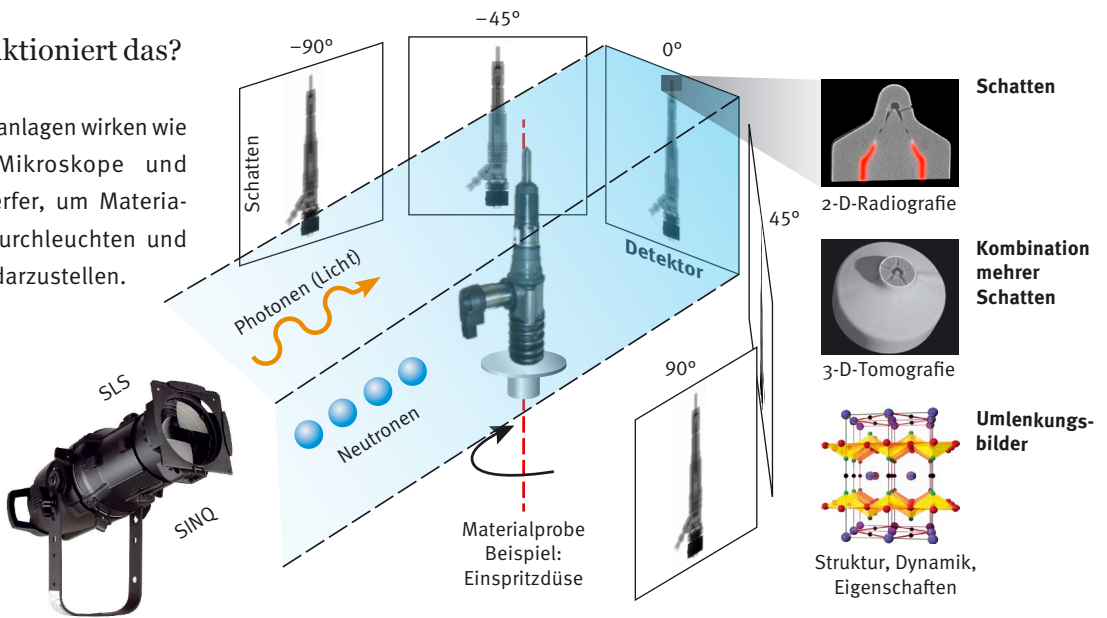 ktioniert das?
anlagen wirken wie
Mikroskope und
erfer, um Materia-
urchleuchten und
darzustellen.
–90°
–45°
0°
Schatten
Detektor
45°
90°
Photonen (Licht)
Neutronen
SLS
SINQ
Materialprobe
Beispiel:
Einspritzdüse
Schatten
2-D-Radiografie
Kombination
mehrer
Schatten
3-D-Tomografie
Umlenkungs-
bilder
Struktur, Dynamik,
Eigenschaften